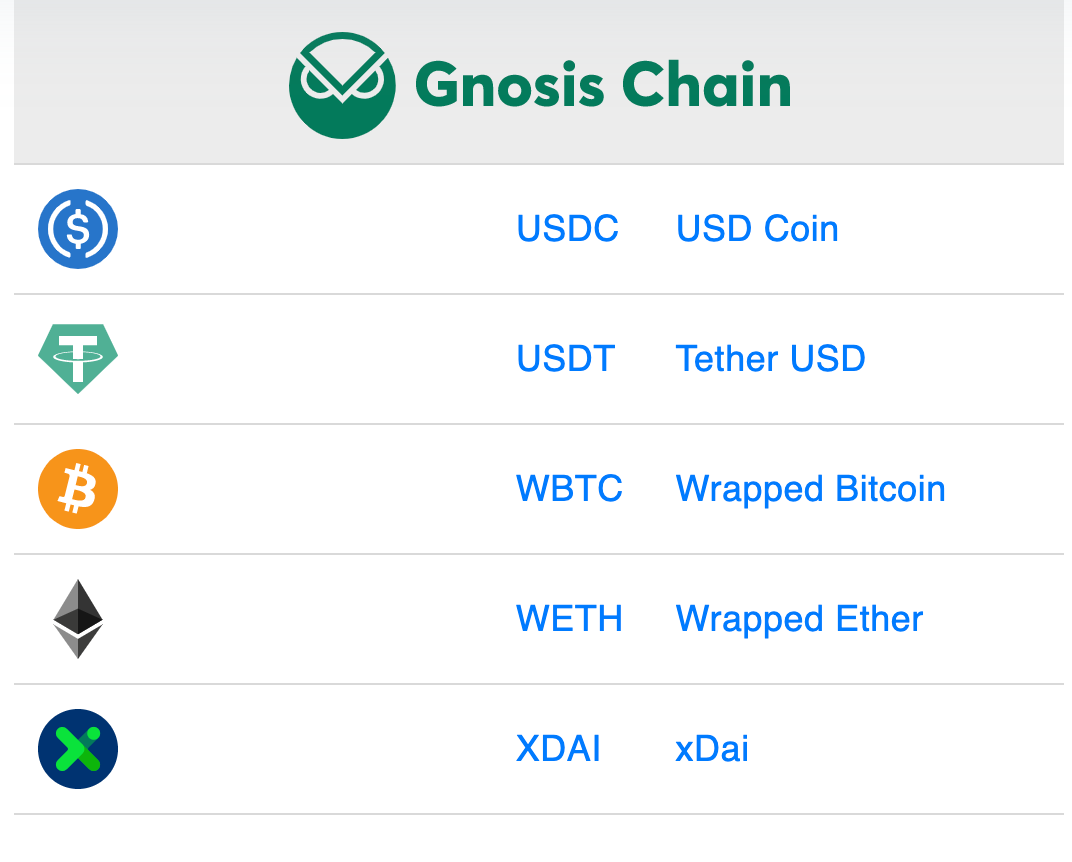 Gnosis Chain
USDC USD Coin
USDT Tether USD
WBTC Wrapped Bitcoin
WETH Wrapped Ether
XDAI xDai